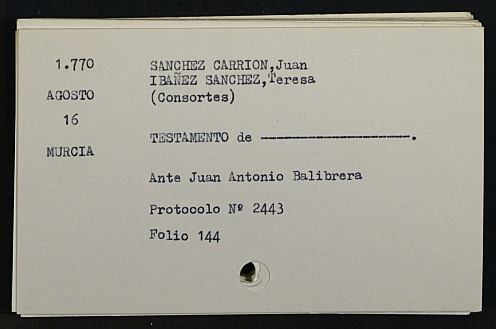 1.770 SANCHEZ CARRION,Juan
IBAÑEZ SANCHEZ,Teresa
AGOSTO (Consortes)
16
TESTAMENTO de ------------------.
MURCIA
Ante Juan Antonio Balibrera
Protocolo Nº 2443
Folio 144